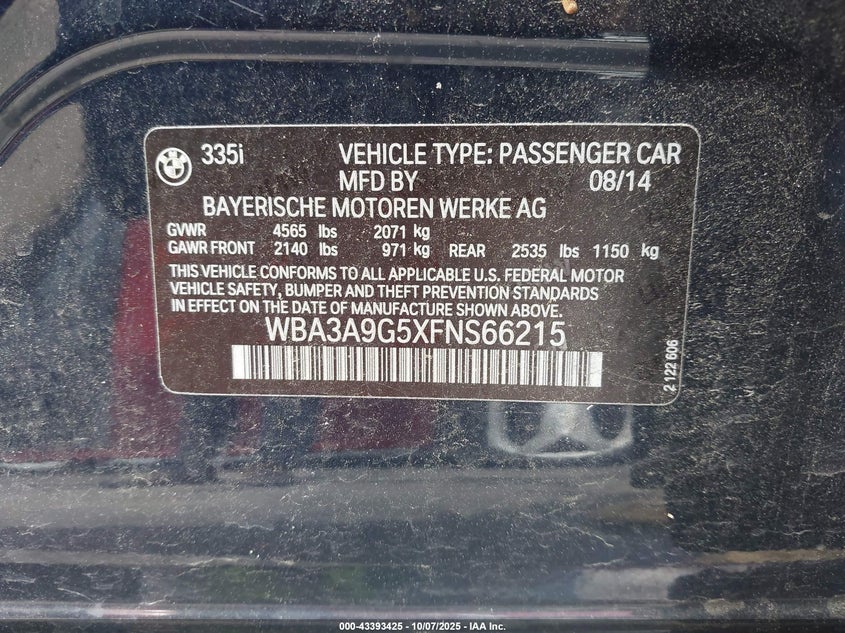 335i VEHICLE TYPE: PASSENGER CAR
MFD BY 08/14
BAYERISCHE MOTOREN WERKE AG
GVWR 4565 lbs 2071 kg
GAWR FRONT 2140 lbs 971 kg REAR 2535 lbs 1150 kg
THIS VEHICLE CONFORMS TO ALL APPLICABLE U.S. FEDERAL MOTOR
VEHICLE SAFETY, BUMPER AND THEFT PREVENTION STANDARDS
IN EFFECT ON THE DATE OF MANUFACTURE SHOWN ABOVE.
WBA3A9G5XFNS66215
2 122 606
000-43393425 - 10/07/2025 - IAA Inc.